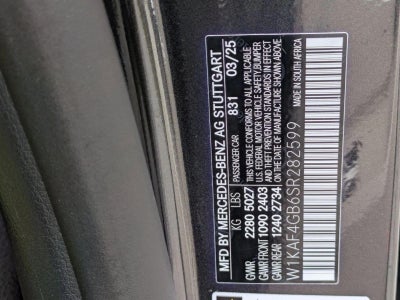 MFD BY MERCEDES-BENZ AG STUTTGART
PASSENGER CAR 831 03/25
THIS VEHICLE CONFORMS TO ALL APPLICABLE
U.S. FEDERAL MOTOR VEHICLE SAFETY, BUMPER
AND THEFT PREVENTION STANDARDS IN EFFECT
ON THE DATE OF MANUFACTURE SHOWN ABOVE.
KG LBS
GVWR 2280 5027
GAWR FRONT 1090 2403
GAWR REAR 1240 2734
MADE IN SOUTH AFRICA
W1KAF4GB6SR282599